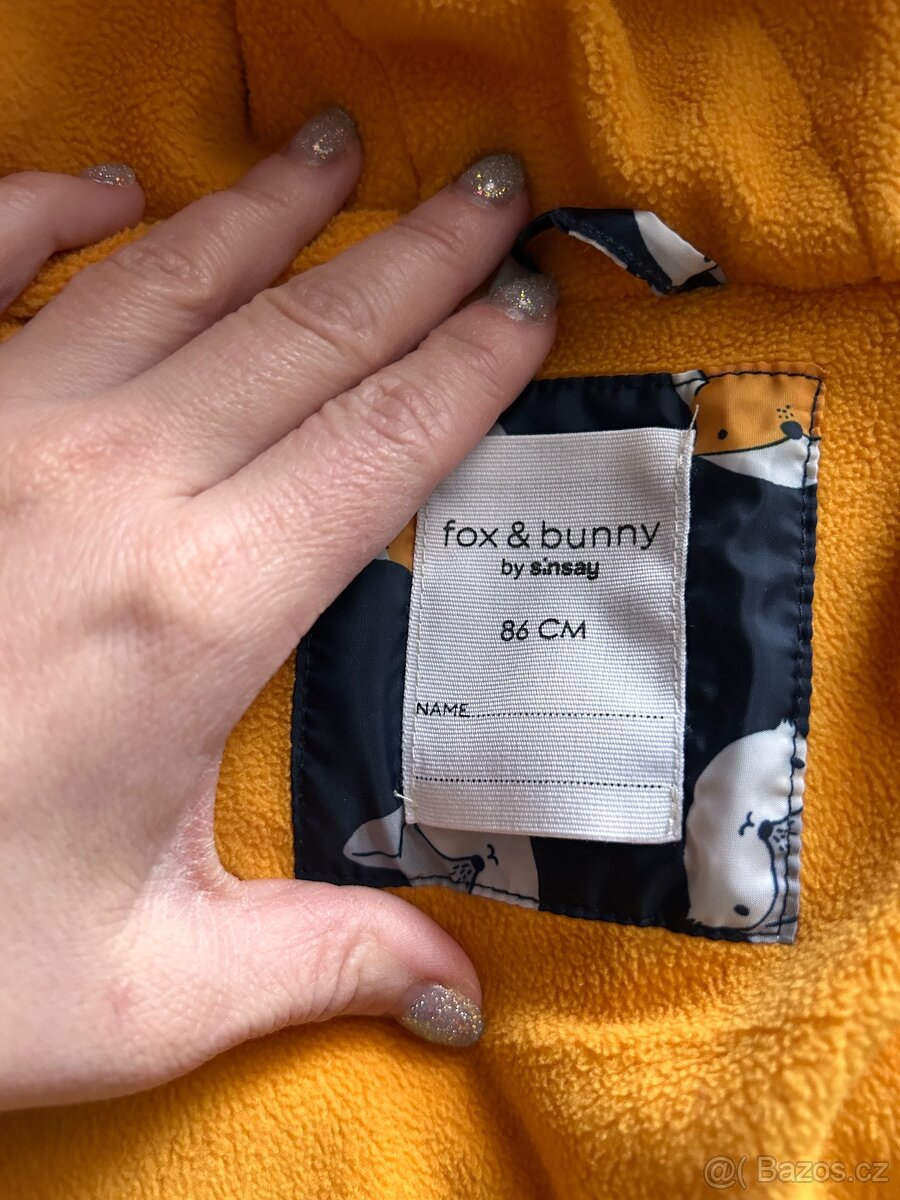 fox & bunny
by sinsay
86 CM
NAME
@( Bazos.cz